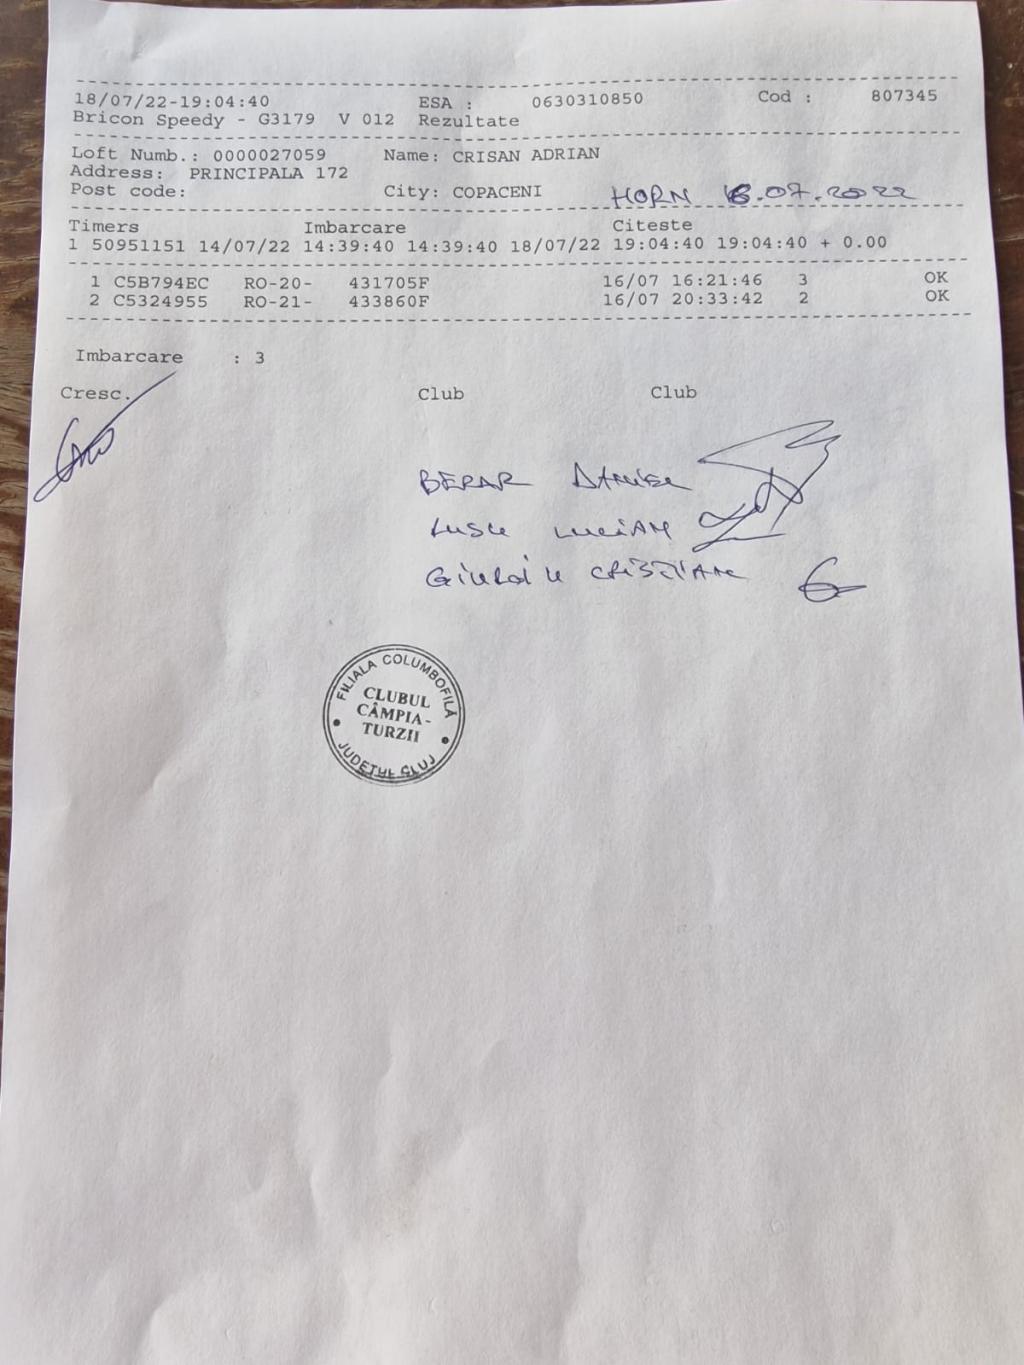 18/07/22-19:04:40 ESA : 0630310850 Cod : 807345
Bricon Speedy - G3179 V 012 Rezultate
Loft Numb.: 0000027059 Name: CRISAN ADRIAN
Address: PRINCIPALA 172
Post code: City: COPACENI HORN 16.07.2022
Timers Imbarcare Citeste
1 50951151 14/07/22 14:39:40 14:39:40 18/07/22 19:04:40 19:04:40 + 0.00
1 C5B794EC RO-20- 431705F 16/07 16:21:46 3 OK
2 C5324955 RO-21- 433860F 16/07 20:33:42 2 OK
Imbarcare : 3
Cresc. Club Club
BERAR
LUCIAN
CRISTIAN
FILIALA COLUMBOFILĂ
CLUBUL
CÂMPIA-
TURZII
JUDEŢUL CLUJ